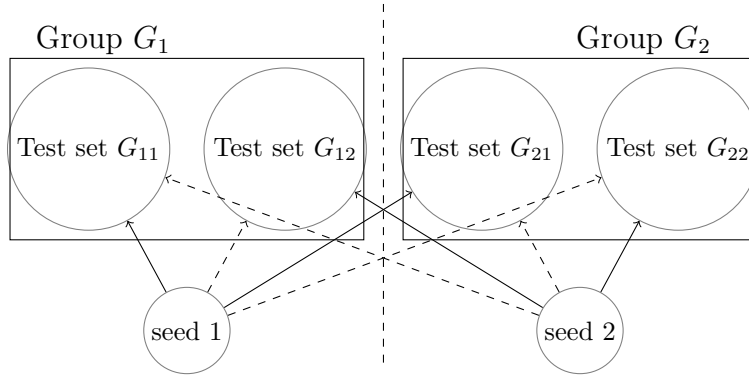 Group G₁
Group G₂
Test set G₁₁
Test set G₁₂
Test set G₂₁
Test set G₂₂
seed 1
seed 2